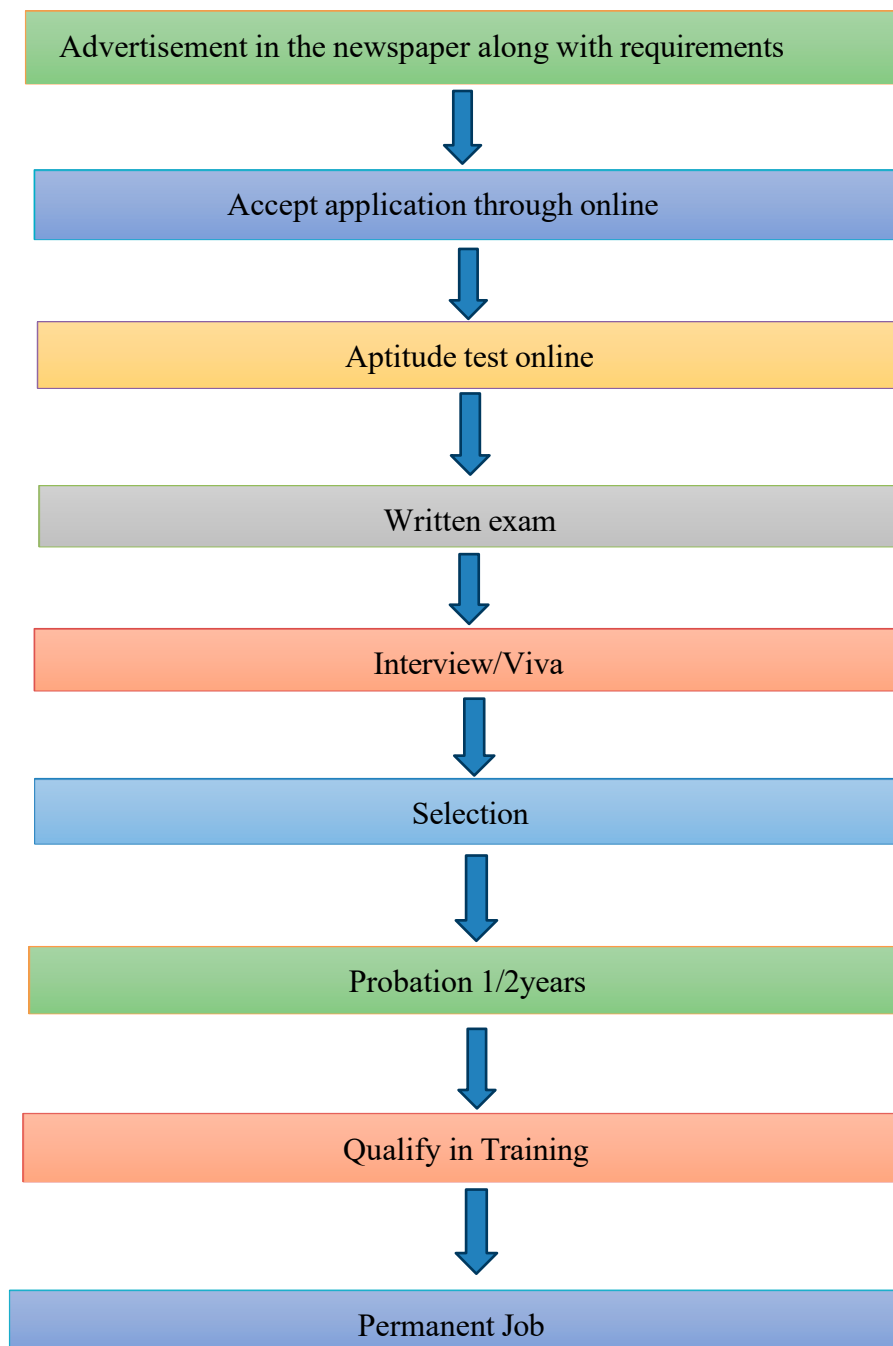 Advertisement in the newspaper along with requirements
Accept application through online
Aptitude test online
Written exam
Interview/Viva
Selection
Probation 1/2years
Qualify in Training
Permanent Job